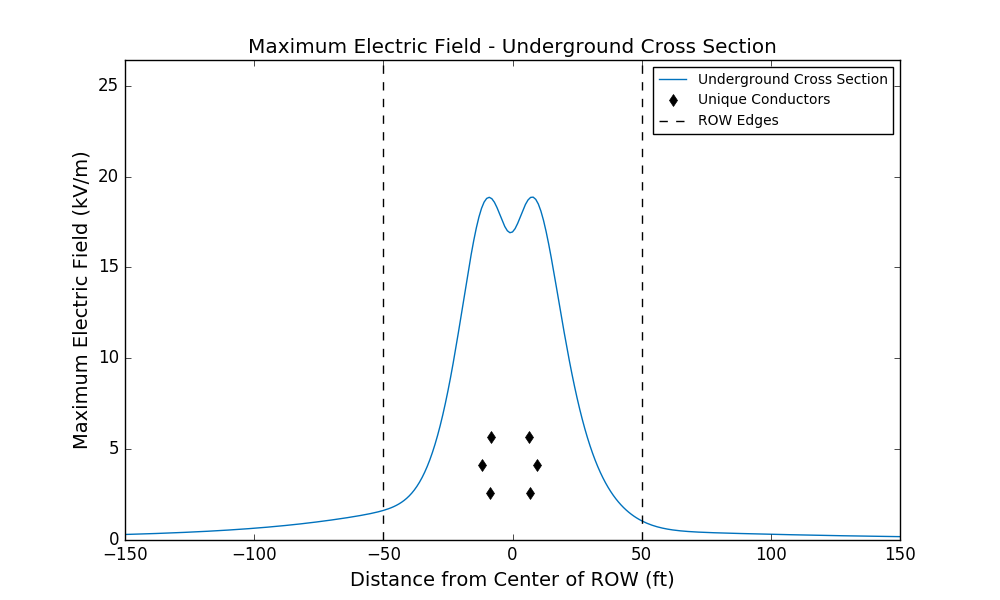 Maximum Electric Field - Underground Cross Section
Underground Cross Section
Unique Conductors
ROW Edges
Maximum Electric Field (kV/m)
25
20
15
10
5
0
−150
−100
−50
0
50
100
150
Distance from Center of ROW (ft)